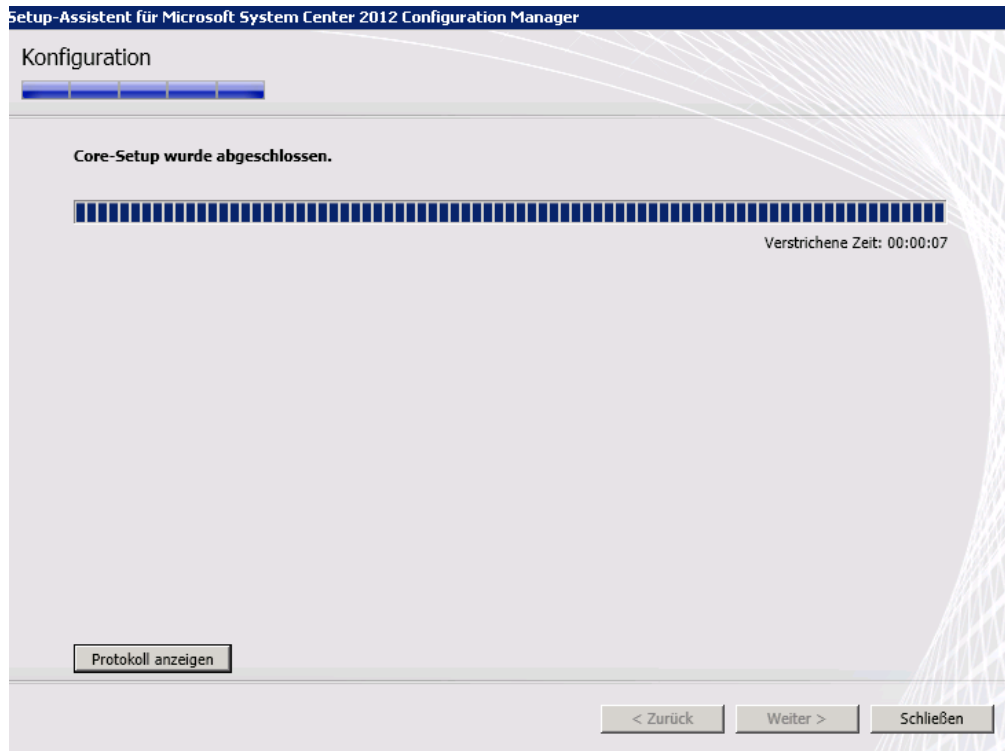 Setup-Assistent für Microsoft System Center 2012 Configuration Manager
Konfiguration
Core-Setup wurde abgeschlossen.
Verstrichene Zeit: 00:00:07
Protokoll anzeigen
< Zurück
Weiter >
Schließen